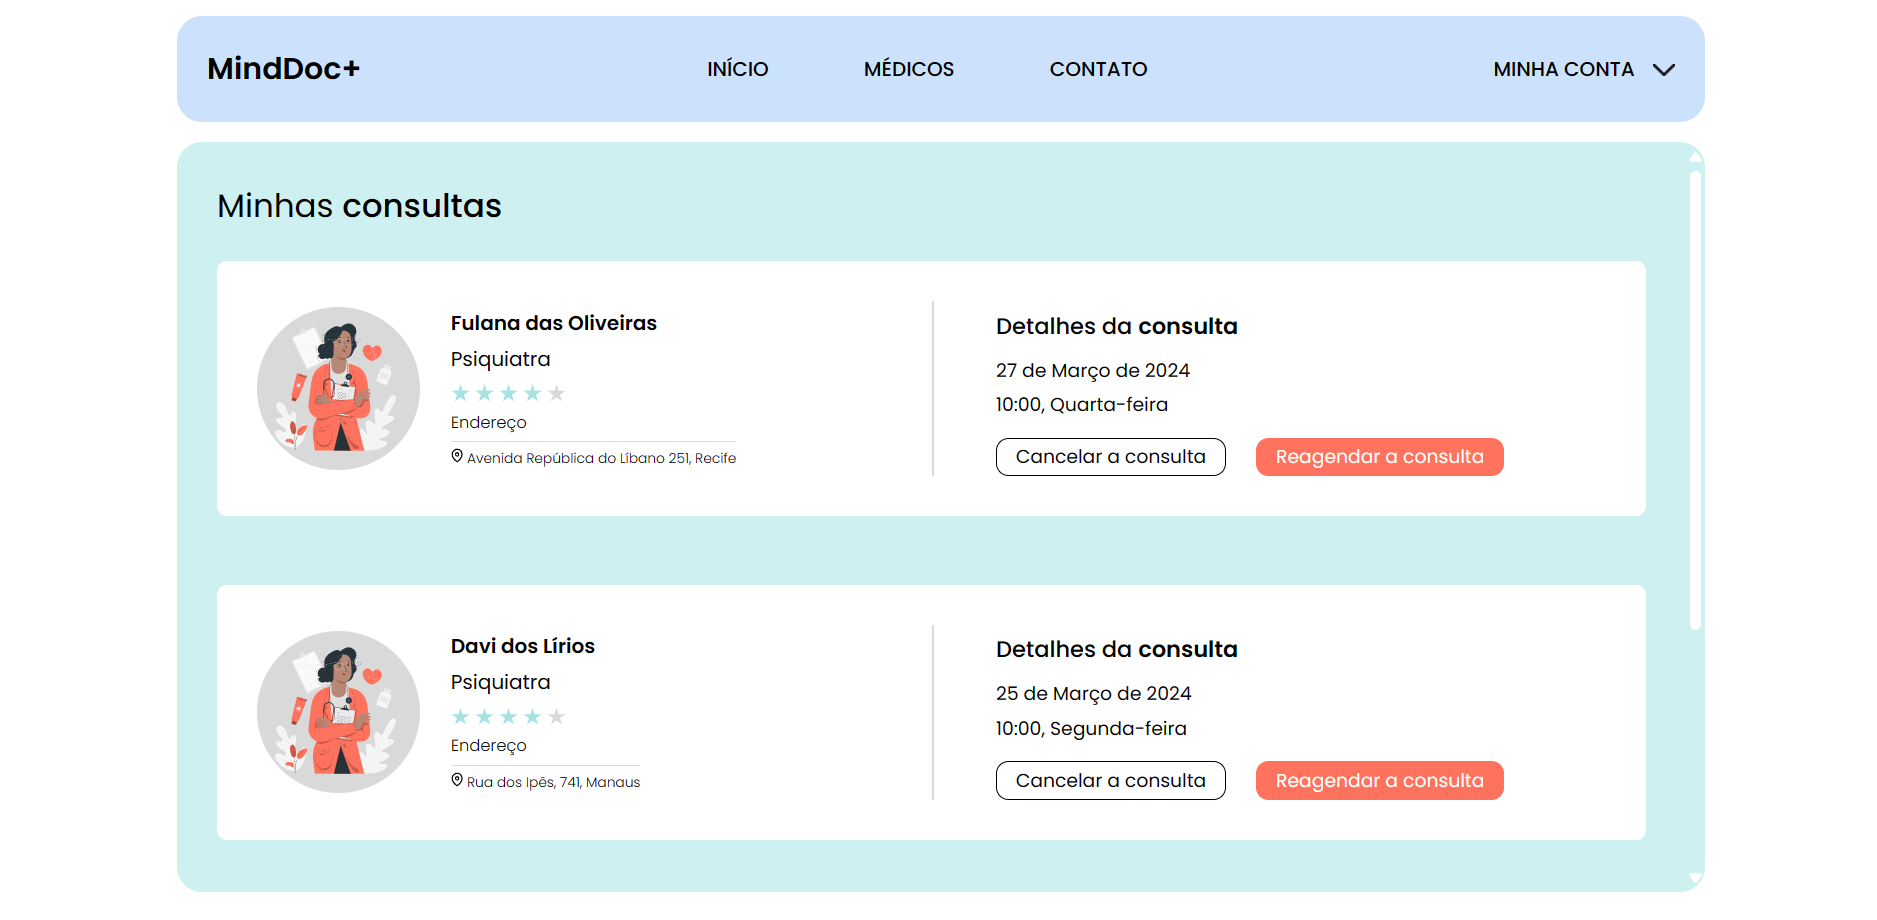 MindDoc+
INÍCIO
MÉDICOS
CONTATO
MINHA CONTA
Minhas consultas
Fulana das Oliveiras
Psiquiatra
Endereço
Avenida República do Líbano 251, Recife
Detalhes da consulta
27 de Março de 2024
10:00, Quarta-feira
Cancelar a consulta
Reagendar a consulta
Davi dos Lírios
Psiquiatra
Endereço
Rua dos Ipês, 741, Manaus
Detalhes da consulta
25 de Março de 2024
10:00, Segunda-feira
Cancelar a consulta
Reagendar a consulta